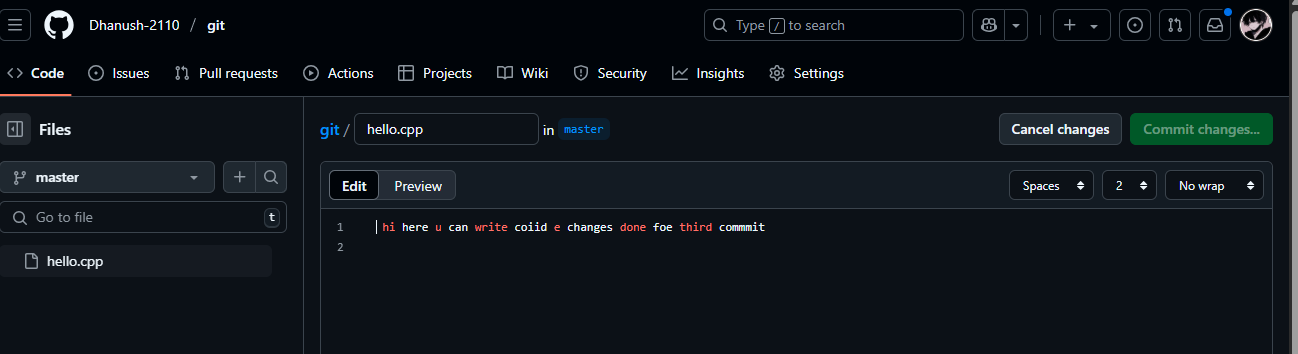 Dhanush-2110 / git
Type / to search
Code
Issues
Pull requests
Actions
Projects
Wiki
Security
Insights
Settings
Files
git / hello.cpp in master
Cancel changes
Commit changes...
master
Edit
Preview
Spaces
2
No wrap
Go to file
t
1 hi here u can write coiid e changes done foe third commmit
2
hello.cpp